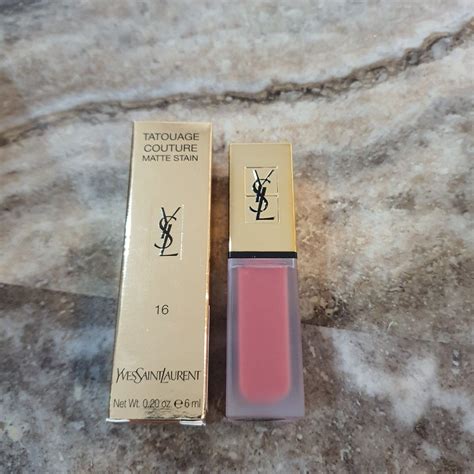 TATOUAGE
COUTURE
MATTE STAIN
YSL
16
YVESSAINTLAURENT
Net Wt. 0.20 oz ℮ 6 ml
YSL